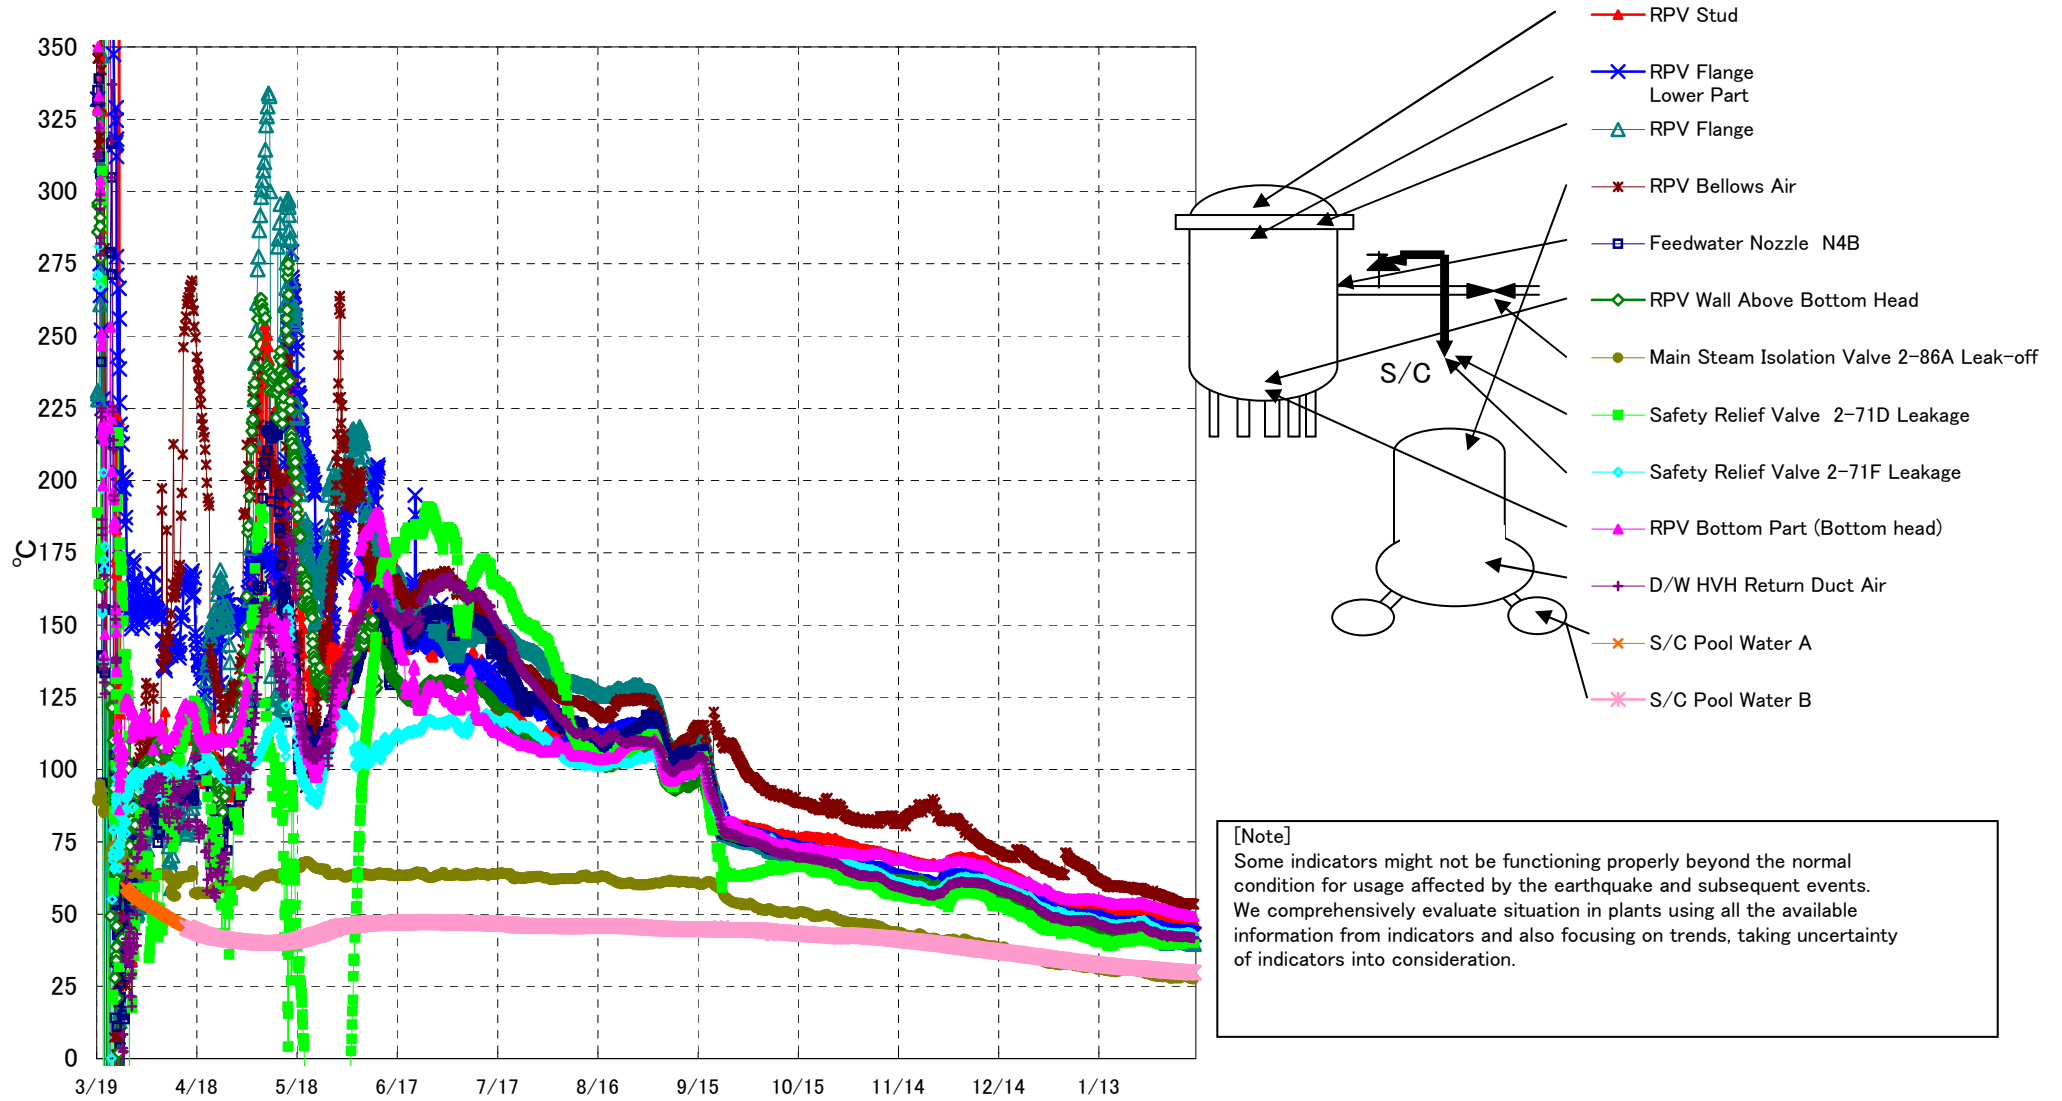 350
325
300
275
250
225
200
175
150
125
100
75
50
25
0
℃
3/19 4/18 5/18 6/17 7/17 8/16 9/15 10/15 11/14 12/14 1/13
RPV Stud
RPV Flange
Lower Part
RPV Flange
RPV Bellows Air
Feedwater Nozzle N4B
RPV Wall Above Bottom Head
Main Steam Isolation Valve 2-86A Leak-off
Safety Relief Valve 2-71D Leakage
Safety Relief Valve 2-71F Leakage
RPV Bottom Part (Bottom head)
D/W HVH Return Duct Air
S/C Pool Water A
S/C Pool Water B
S/C
[Note]
Some indicators might not be functioning properly beyond the normal
condition for usage affected by the earthquake and subsequent events.
We comprehensively evaluate situation in plants using all the available
information from indicators and also focusing on trends, taking uncertainty
of indicators into consideration.